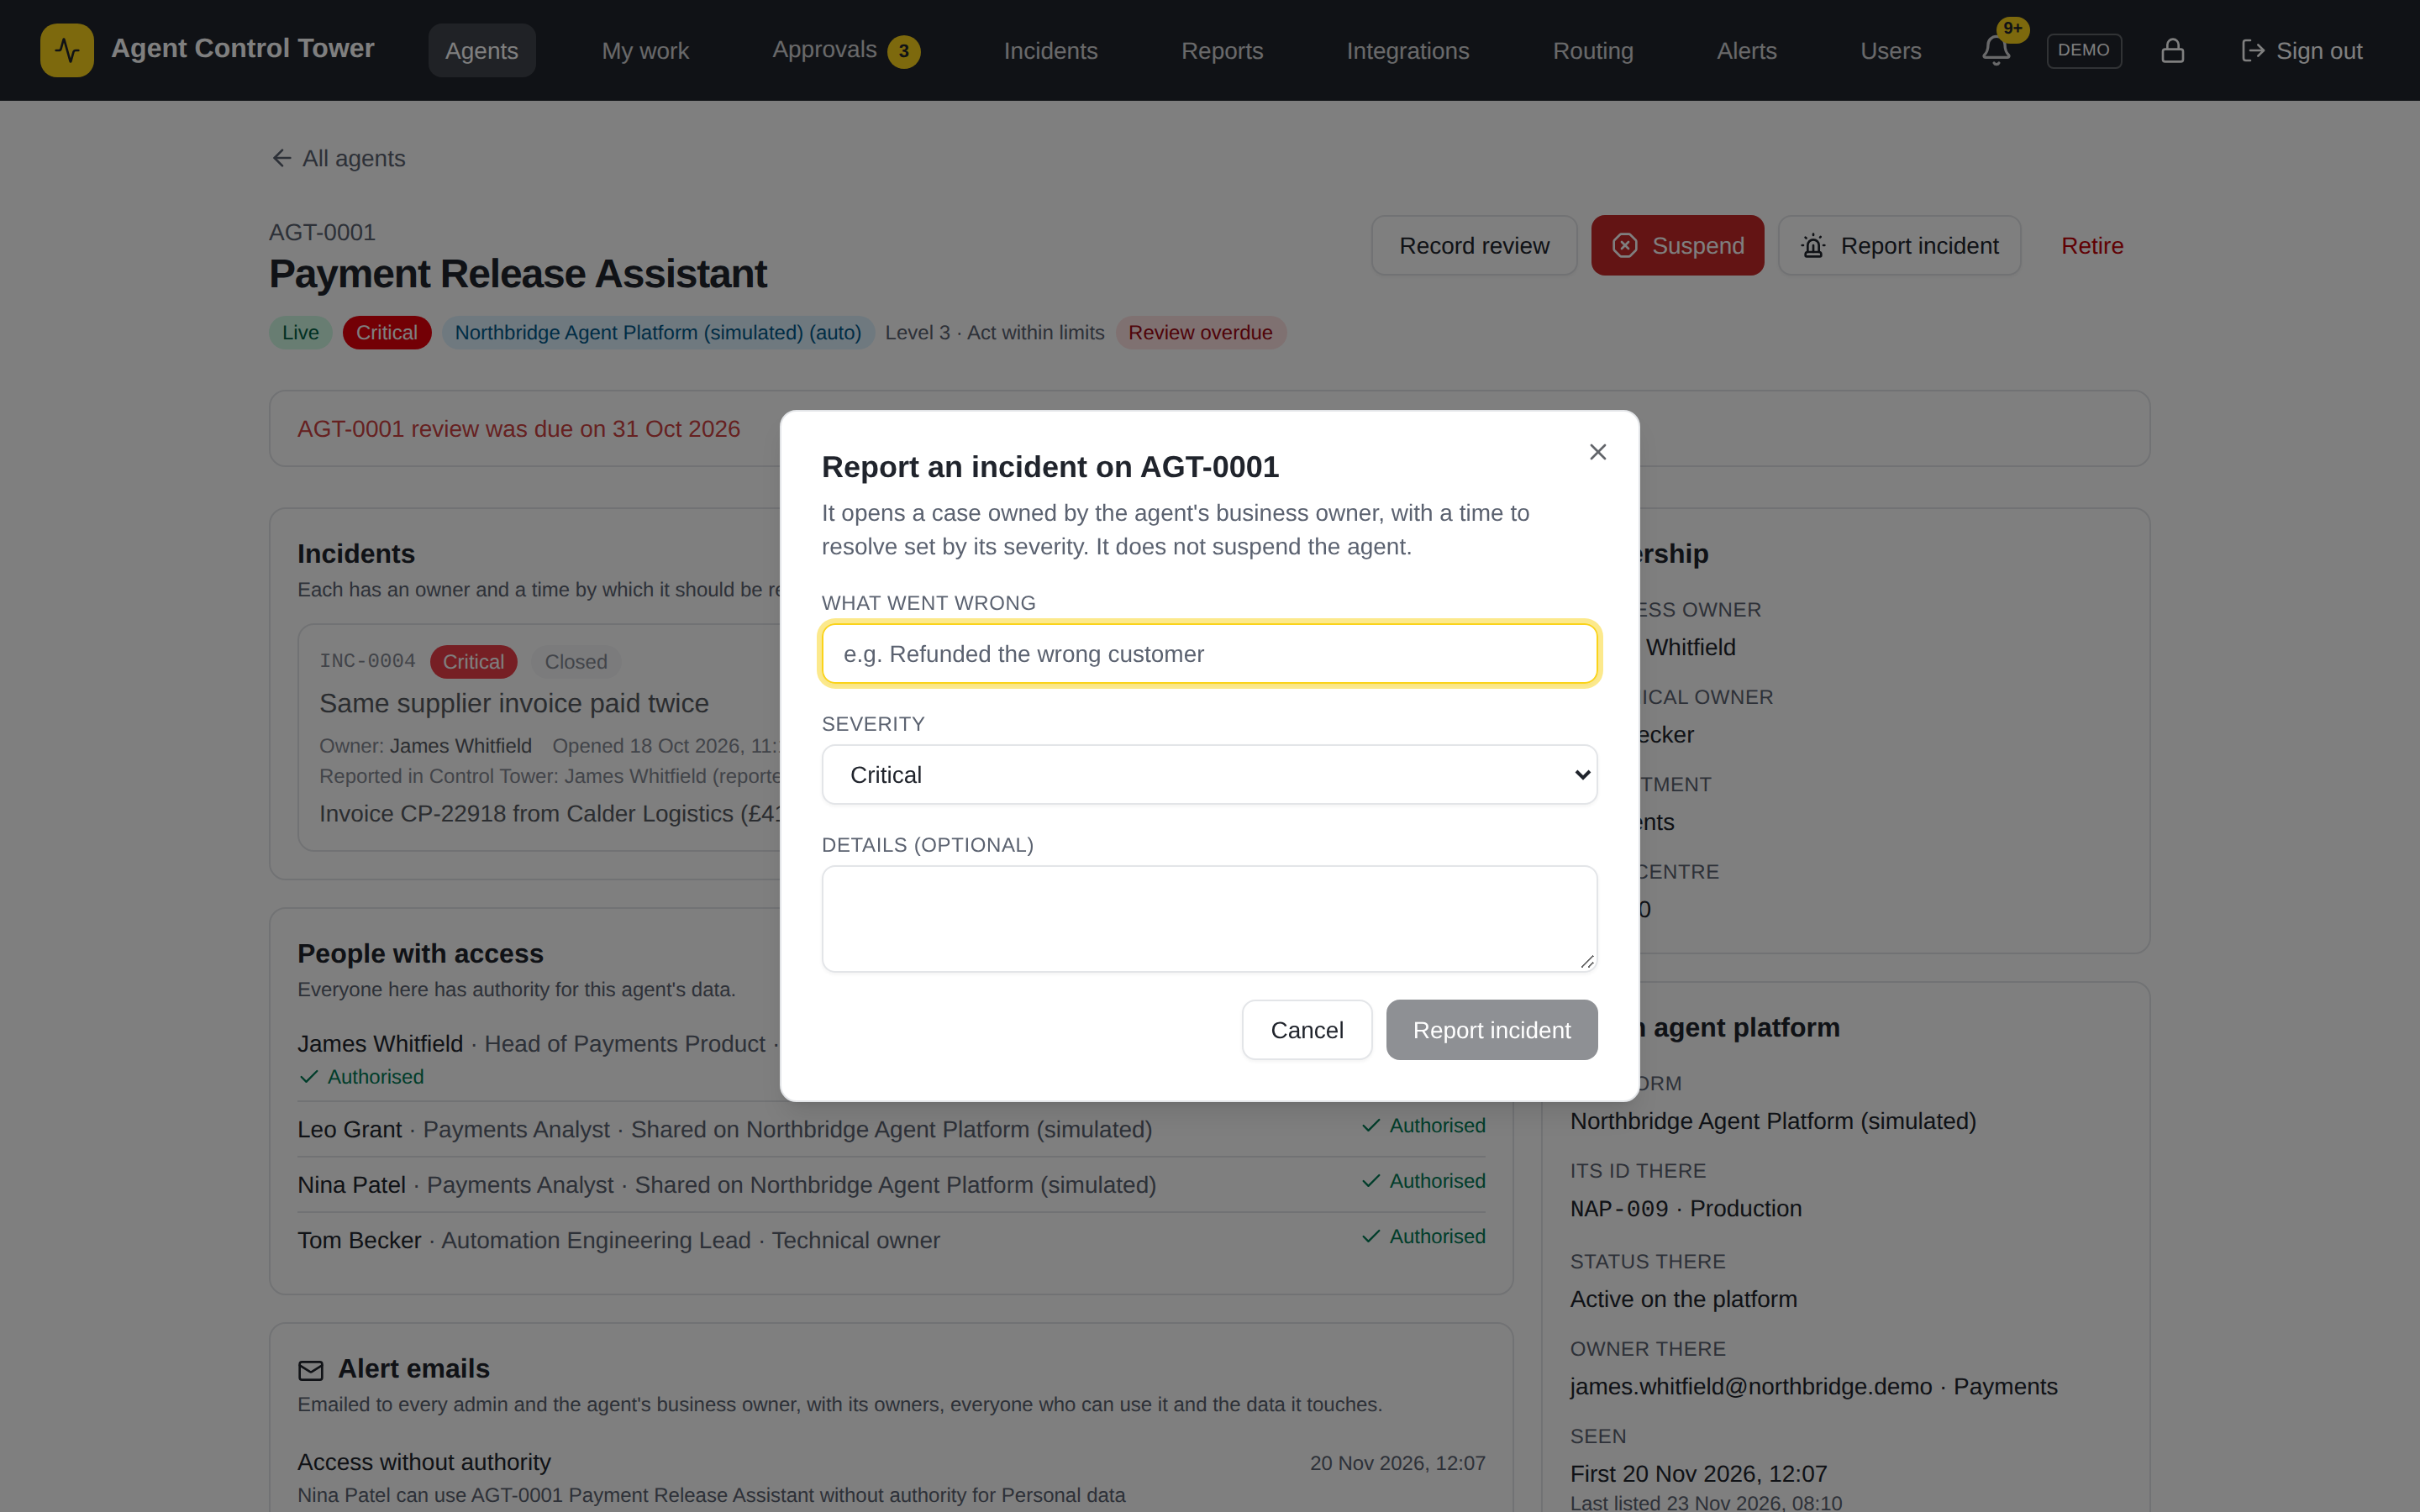 Agent Control Tower
Agents
My work
Approvals 3
Incidents
Reports
Integrations
Routing
Alerts
Users
9+
DEMO
Sign out
All agents
AGT-0001
Payment Release Assistant
Record review
Suspend
Report incident
Retire
Live
Critical
Northbridge Agent Platform (simulated) (auto)
Level 3 · Act within limits
Review overdue
AGT-0001 review was due on 31 Oct 2026
Report an incident on AGT-0001
It opens a case owned by the agent's business owner, with a time to
resolve set by its severity. It does not suspend the agent.
WHAT WENT WRONG
e.g. Refunded the wrong customer
SEVERITY
Critical
DETAILS (OPTIONAL)
Cancel
Report incident
Incidents
Each has an owner and a time by which it should be
INC-0004
Critical
Closed
Same supplier invoice paid twice
Owner: James Whitfield
Opened 18 Oct 2026, 11:
Reported in Control Tower: James Whitfield
Invoice CP-22918 from Calder Logistics
People with access
Everyone here has authority for this agent's data.
James Whitfield · Head of Payments Product ·
Authorised
Leo Grant · Payments Analyst · Shared on Northbridge Agent Platform (simulated)
Authorised
Nina Patel · Payments Analyst · Shared on Northbridge Agent Platform (simulated)
Authorised
Tom Becker · Automation Engineering Lead · Technical owner
Authorised
Alert emails
Emailed to every admin and the agent's business owner, with its owners, everyone who can use it and the data it touches.
Access without authority
20 Nov 2026, 12:07
Nina Patel can use AGT-0001 Payment Release Assistant without authority for Personal data
OWNER
Whitfield
OWNER
CENTRE
agent platform
Northbridge Agent Platform (simulated)
ITS ID THERE
NAP-009 · Production
STATUS THERE
Active on the platform
OWNER THERE
james.whitfield@northbridge.demo · Payments
SEEN
First 20 Nov 2026, 12:07
Last listed 23 Nov 2026, 08:10